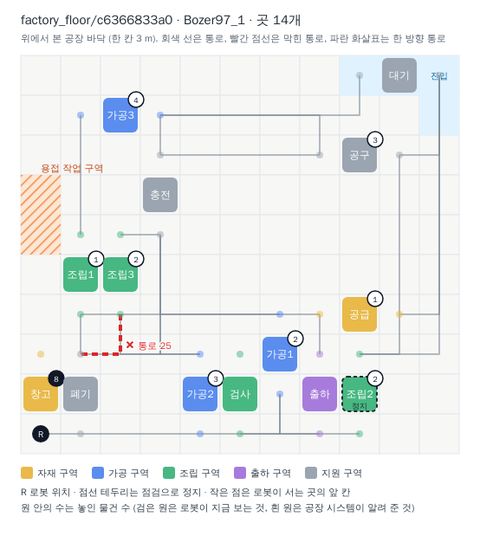 factory_floor/c6366833a0 · Bozer97_1 · 곳 14개
위에서 본 공장 바닥 (한 칸 3 m). 회색 선은 통로, 빨간 점선은 막힌 통로, 파란 화살표는 한 방향 통로
대기
전립
4
가공3
3
공구
용접 작업 구역
충전
1
2
조립1
조립3
1
공급
✕ 통로 25
2
가공1
8
3
2
창고
폐기
가공2
검사
출하
조립2
정지
R
자재 구역
가공 구역
조립 구역
출하 구역
지원 구역
R 로봇 위치 · 점선 테두리는 점검으로 정지 · 작은 점은 로봇이 서는 곳의 앞 칸
원 안의 수는 놓인 물건 수 (검은 원은 로봇이 지금 보는 것, 흰 원은 공장 시스템이 알려 준 것)